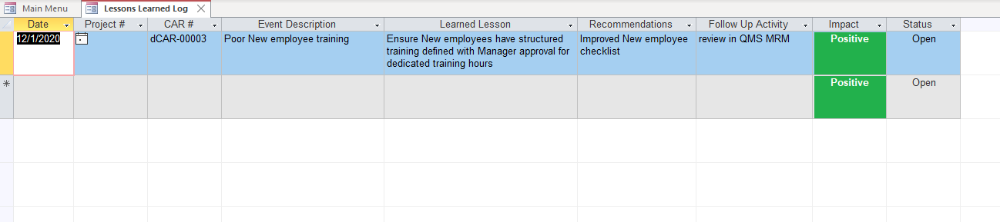 Main Menu
Lessons Learned Log
Date
Project #
CAR #
Event Description
Learned Lesson
Recommendations
Follow Up Activity
Impact
Status
12/1/2020
dCAR-00003
Poor New employee training
Ensure New employees have structured
training defined with Manager approval for
dedicated training hours
Improved New employee
checklist
review in QMS MRM
Positive
Open
Positive
Open